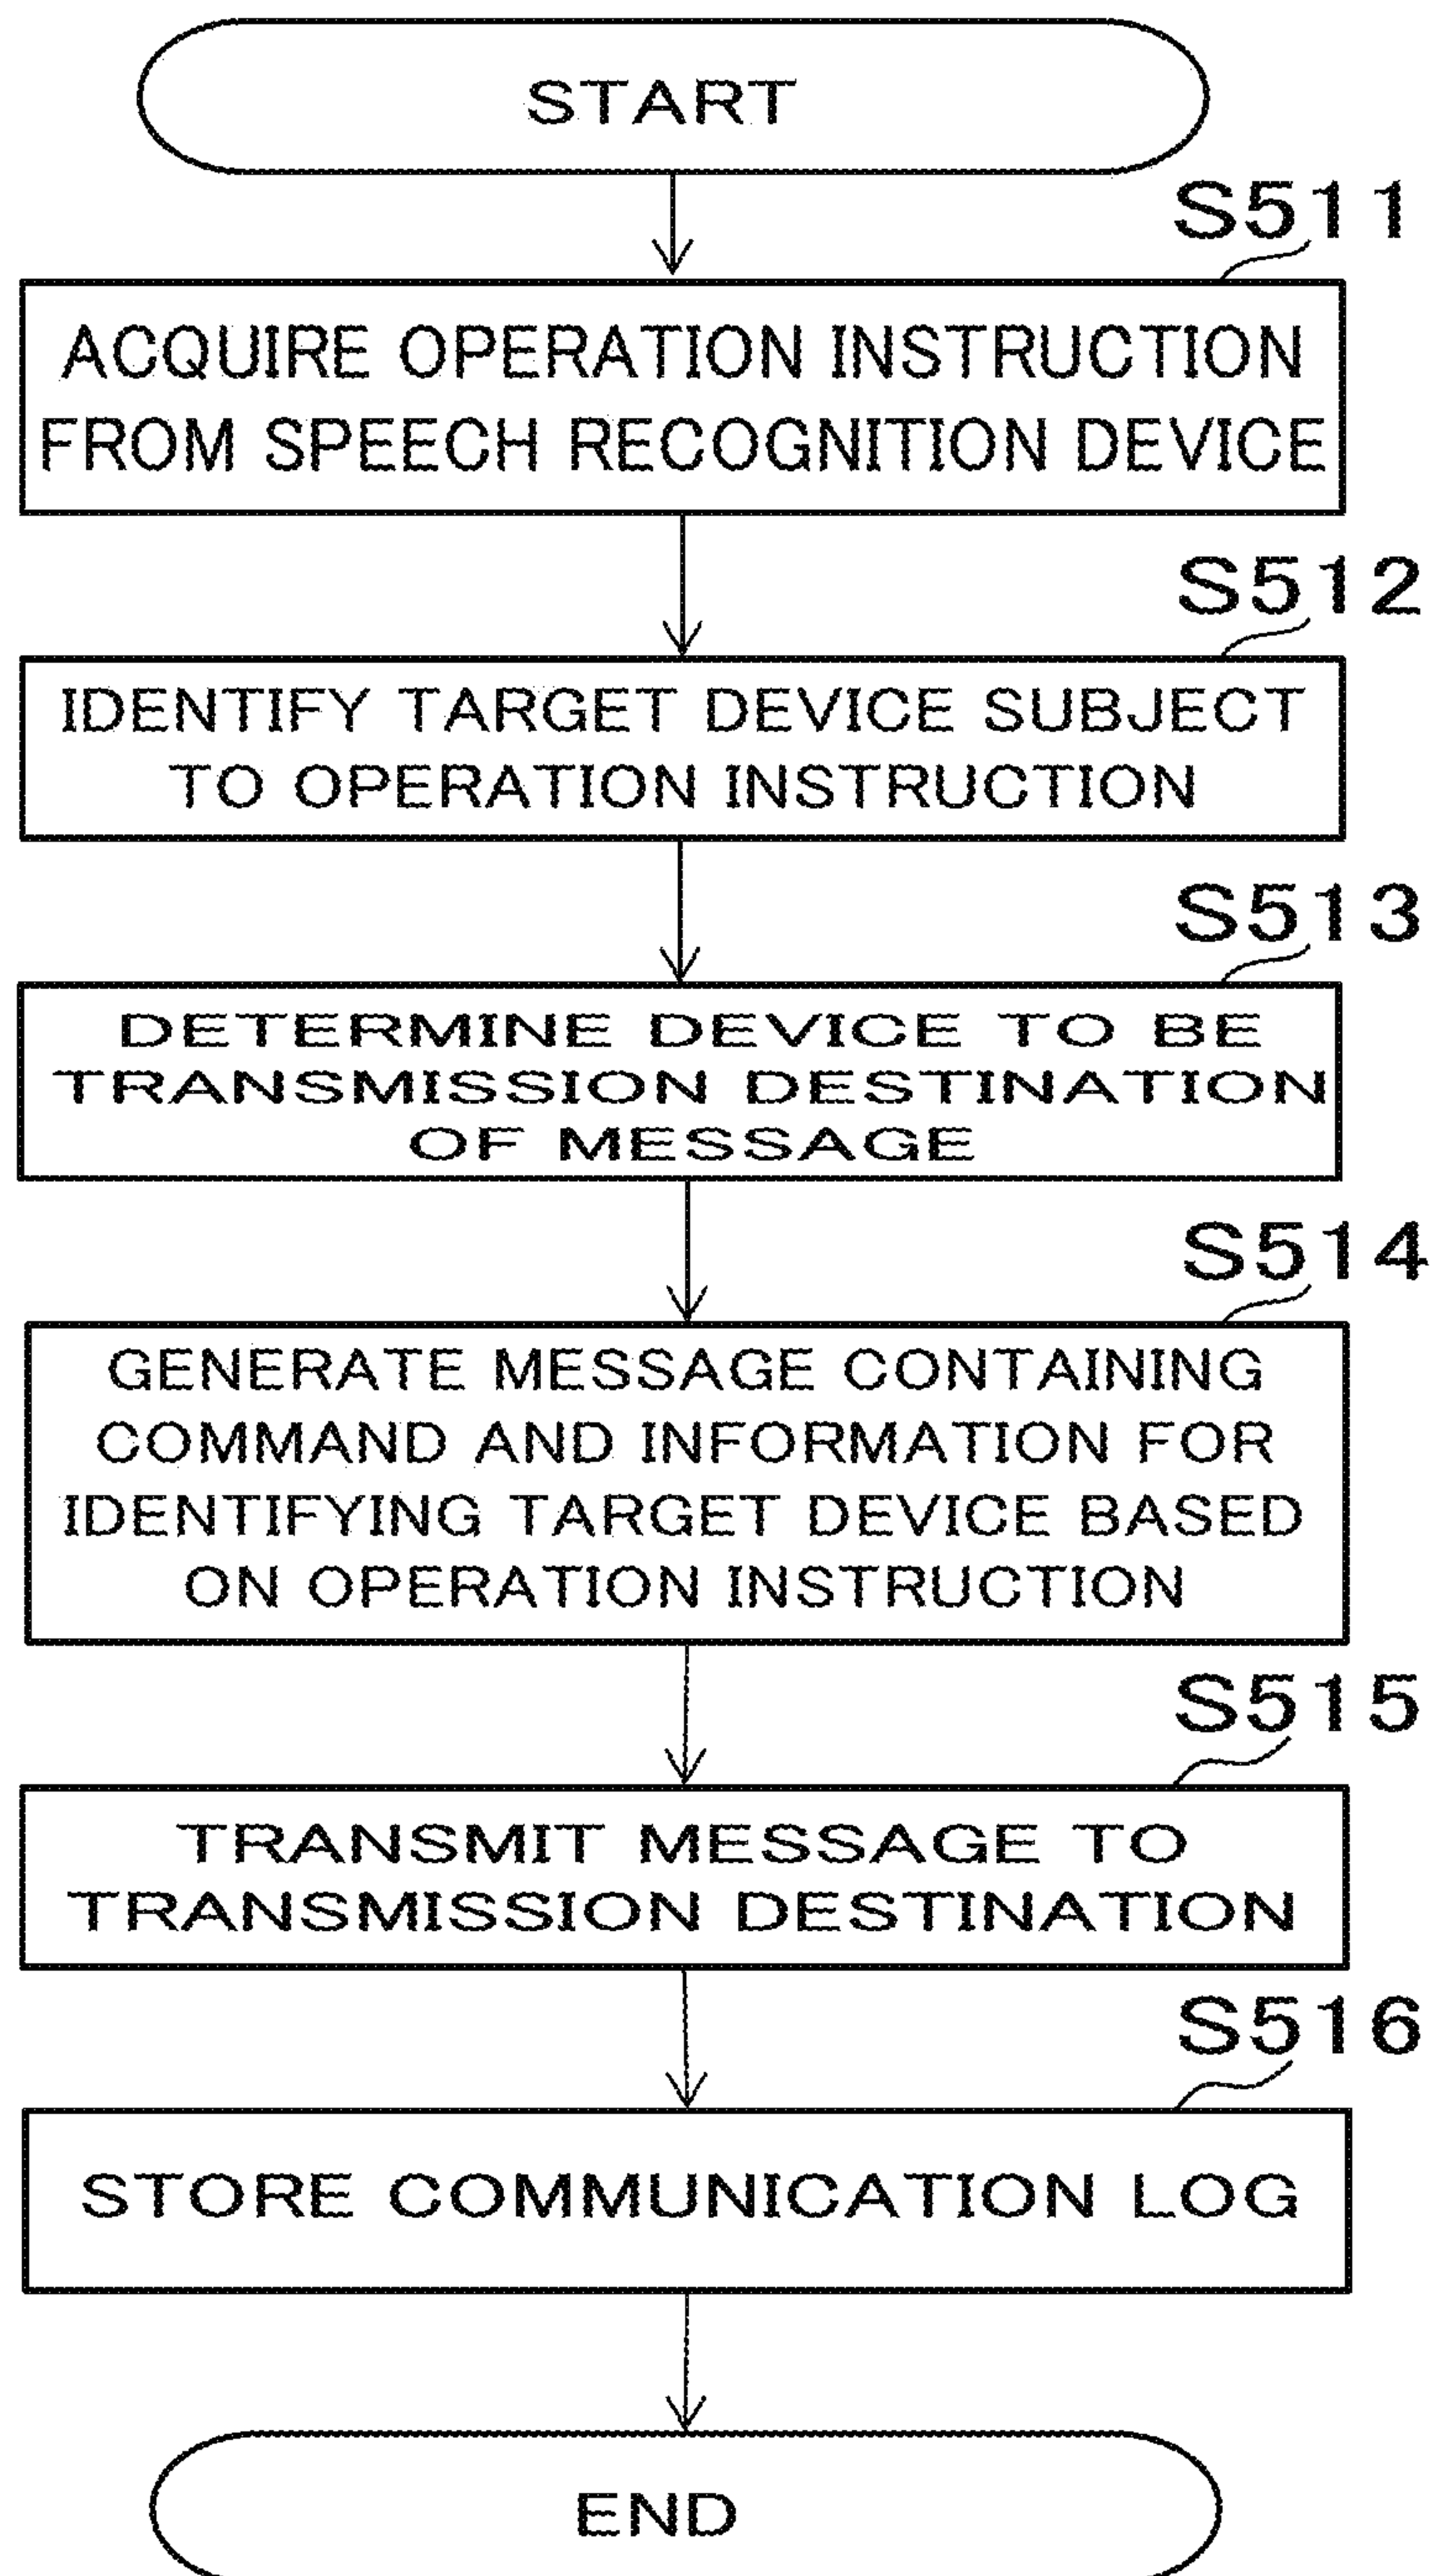 START
S511
ACQUIRE OPERATION INSTRUCTION
FROM SPEECH RECOGNITION DEVICE
S512
IDENTIFY TARGET DEVICE SUBJECT
TO OPERATION INSTRUCTION
S513
DETERMINE DEVICE TO BE
TRANSMISSION DESTINATION
OF MESSAGE
S514
GENERATE MESSAGE CONTAINING
COMMAND AND INFORMATION FOR
IDENTIFYING TARGET DEVICE BASED
ON OPERATION INSTRUCTION
S515
TRANSMIT MESSAGE TO
TRANSMISSION DESTINATION
S516
STORE COMMUNICATION LOG
END